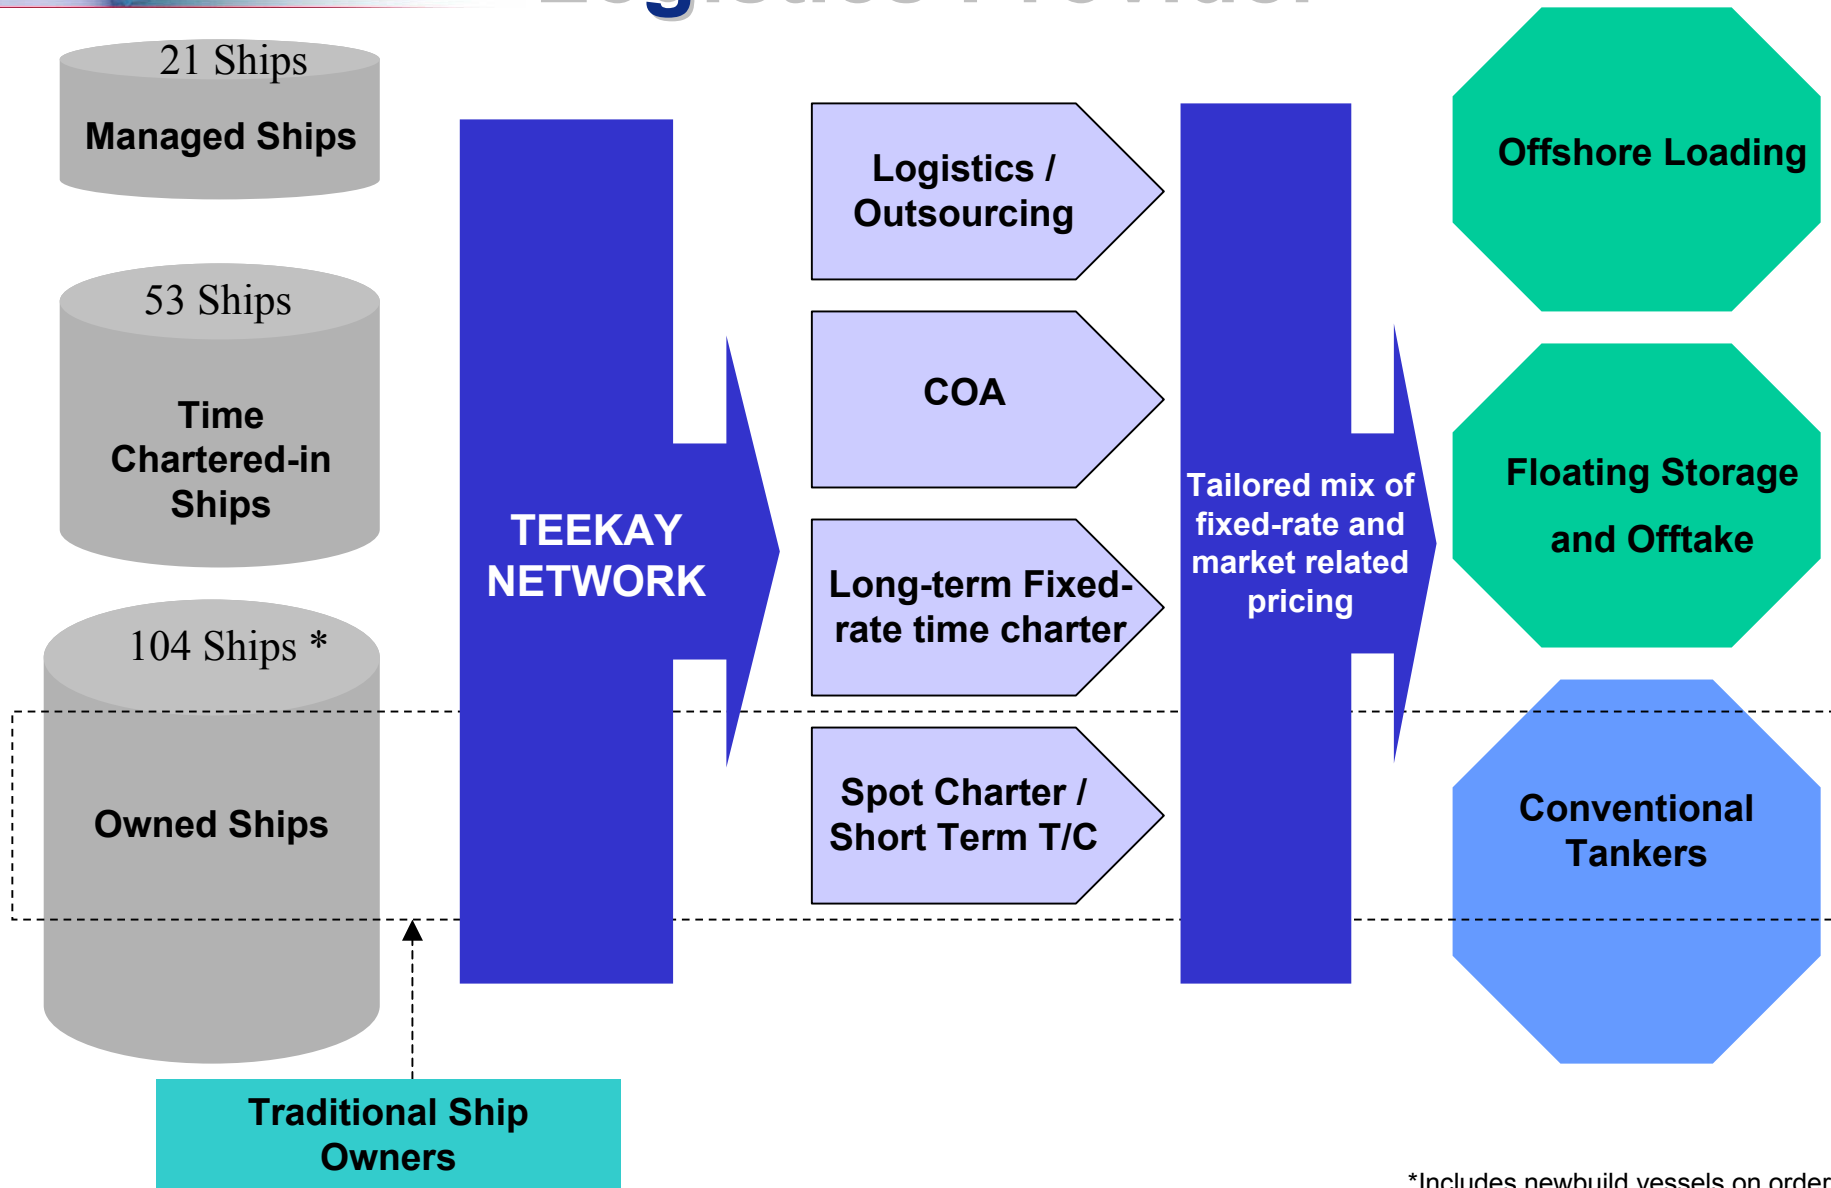 Logistics Provider
21 Ships
Managed Ships
53 Ships
Time
Chartered-in
Ships
104 Ships *
Owned Ships
TEEKAY
NETWORK
Logistics /
Outsourcing
COA
Long-term Fixed-
rate time charter
Spot Charter /
Short Term T/C
Tailored mix of
fixed-rate and
market related
pricing
Offshore Loading
Floating Storage
and Offtake
Conventional
Tankers
Traditional Ship
Owners
*Includes newbuild vessels on order